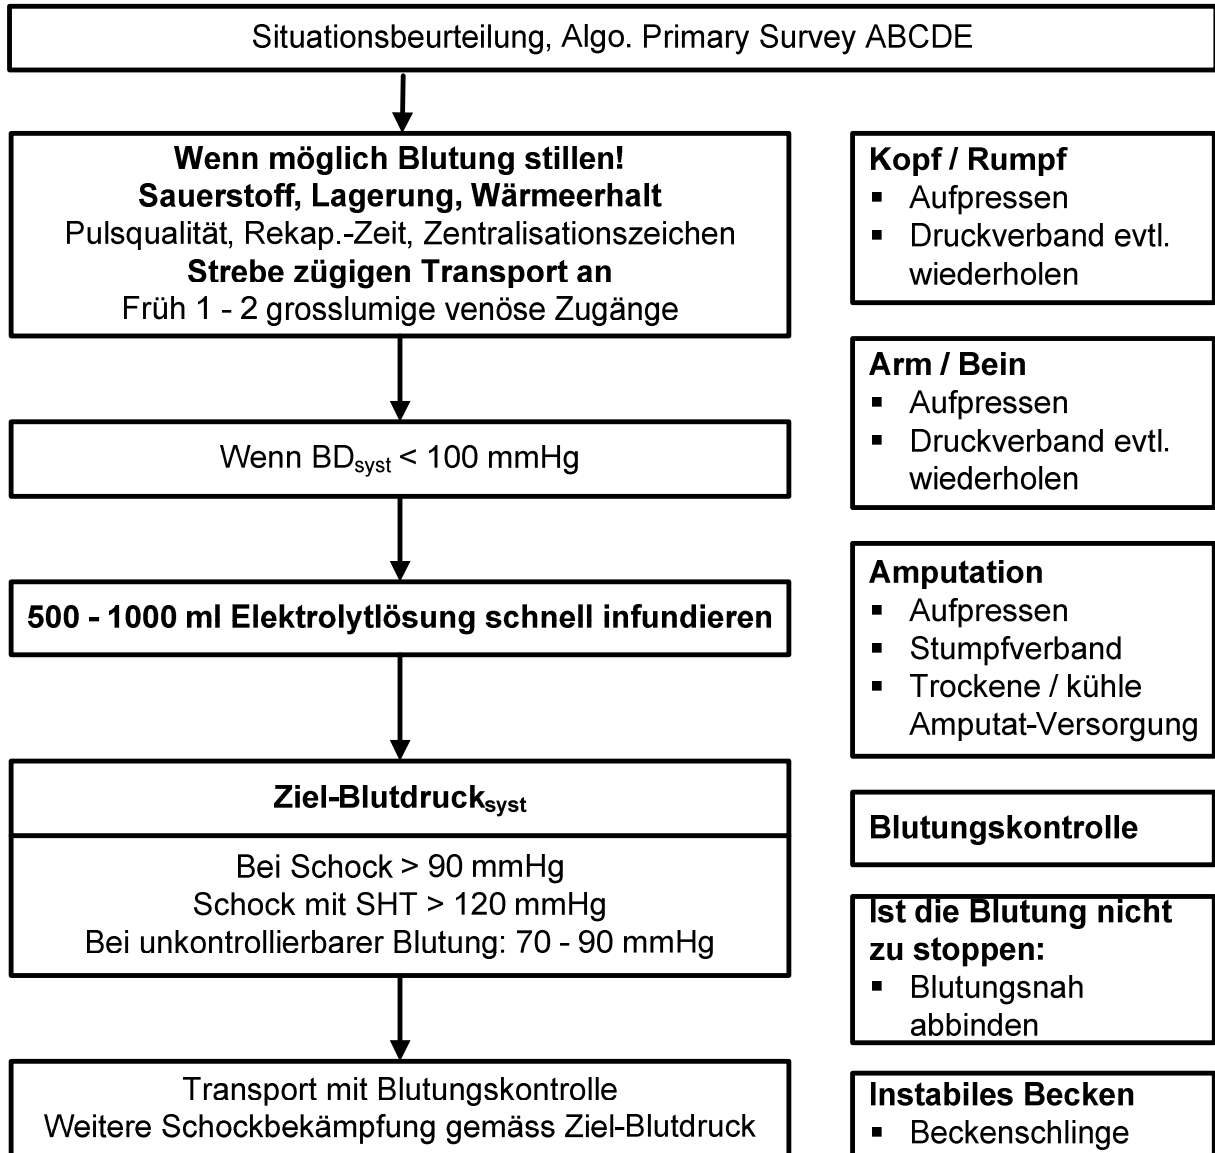 Situationsbeurteilung, Algo. Primary Survey ABCDE
Wenn möglich Blutung stillen!
Sauerstoff, Lagerung, Wärmeerhalt
Pulsqualität, Rekap.-Zeit, Zentralisationszeichen
Strebe zügigen Transport an
Früh 1 - 2 grosslumige venöse Zugänge
Wenn BDsyst < 100 mmHg
500 - 1000 ml Elektrolytlösung schnell infundieren
Ziel-Blutdrucksyst
Bei Schock > 90 mmHg
Schock mit SHT > 120 mmHg
Bei unkontrollierbarer Blutung: 70 - 90 mmHg
Transport mit Blutungskontrolle
Weitere Schockbekämpfung gemäss Ziel-Blutdruck
Kopf / Rumpf
▪ Aufpressen
▪ Druckverband evtl.
wiederholen
Arm / Bein
▪ Aufpressen
▪ Druckverband evtl.
wiederholen
Amputation
▪ Aufpressen
▪ Stumpfverband
▪ Trockene / kühle
Amputat-Versorgung
Blutungskontrolle
Ist die Blutung nicht
zu stoppen:
▪ Blutungsnah
abbinden
Instabiles Becken
▪ Beckenschlinge